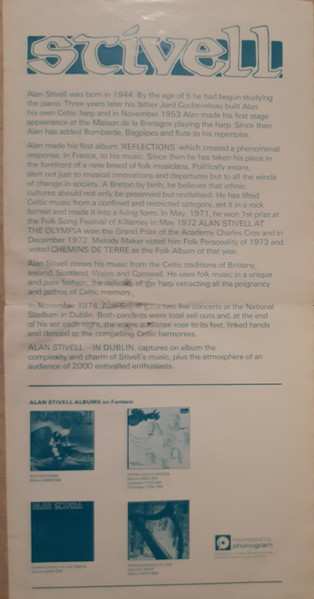 stivell
Alan Stivell was born in 1944. By the age of 5 he had begun studying
the piano. Three years later his father Jord Cochevelou built Alan
his own Celtic harp and in November 1953 Alan made his first stage
appearance at the Maison de la Bretagne playing the harp. Since then
Alan has added Bombarde, Bagpipes and flute to his repertoire.
Alan made his first album 'REFLECTIONS' which created a phenomenal
response, in France, to his music. Since then he has taken his place in
the forefront of a new breed of folk musicians. Politically aware,
alert not just to musical innovations and departures but to all the winds
of change in society. A Breton by birth, he believes that ethnic
cultures should not only be preserved but revitalised. He has lifted
Celtic music from a confined and restricted category, set it in a rock
format and made it into a living form. In May, 1971, he won 1st prize at
the Folk Song Festival of Killarney. In May 1972 ALAN STIVELL AT
THE OLYMPIA won the Grand Prize of the Academy Charles Cros and in
December 1972 Melody Maker voted him Folk Personality of 1973 and
voted CHEMINS DE TERRE as the Folk Album of that year.
Alan Stivell draws his music from the Celtic traditions of Brittany,
Ireland, Scotland, Wales and Cornwall. He uses folk music in a unique
and pure fashion, the delicacy of the harp extracting all the poignancy
and pathos of Celtic memory.
In November 1974, Alan Stivell gave two live concerts at the National
Stadium in Dublin. Both concerts were total sell outs and, at the end
of his set each night, the entire audience rose to its feet, linked hands
and danced to the compelling Celtic harmonies.
ALAN STIVELL - IN DUBLIN, captures on album the
complexity and charm of Stivell's music, plus the atmosphere of an
audience of 2000 enthralled enthusiasts.
ALAN STIVELL ALBUMS on Fontana
ALAN STIVELL
phonogram